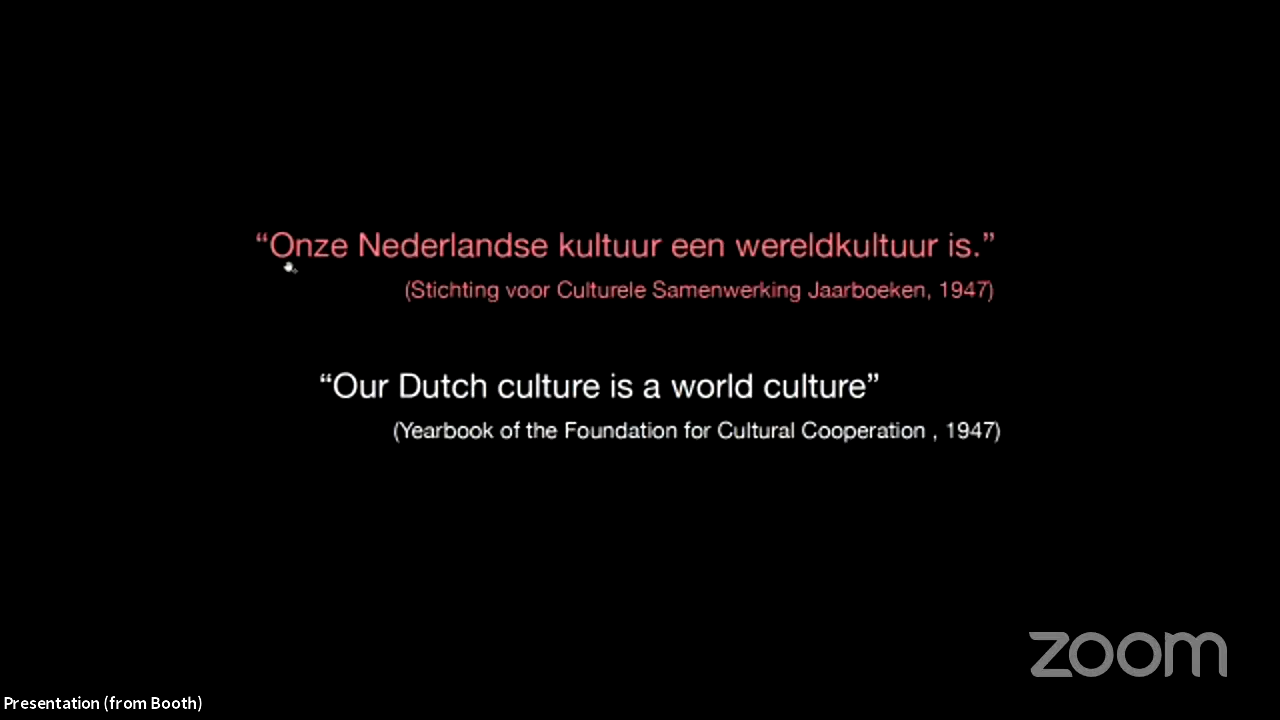 “Onze Nederlandse kultuur een wereldkultuur is.”
(Stichting voor Culturele Samenwerking Jaarboeken, 1947)
“Our Dutch culture is a world culture”
(Yearbook of the Foundation for Cultural Cooperation , 1947)
zoom
Presentation (from Booth)